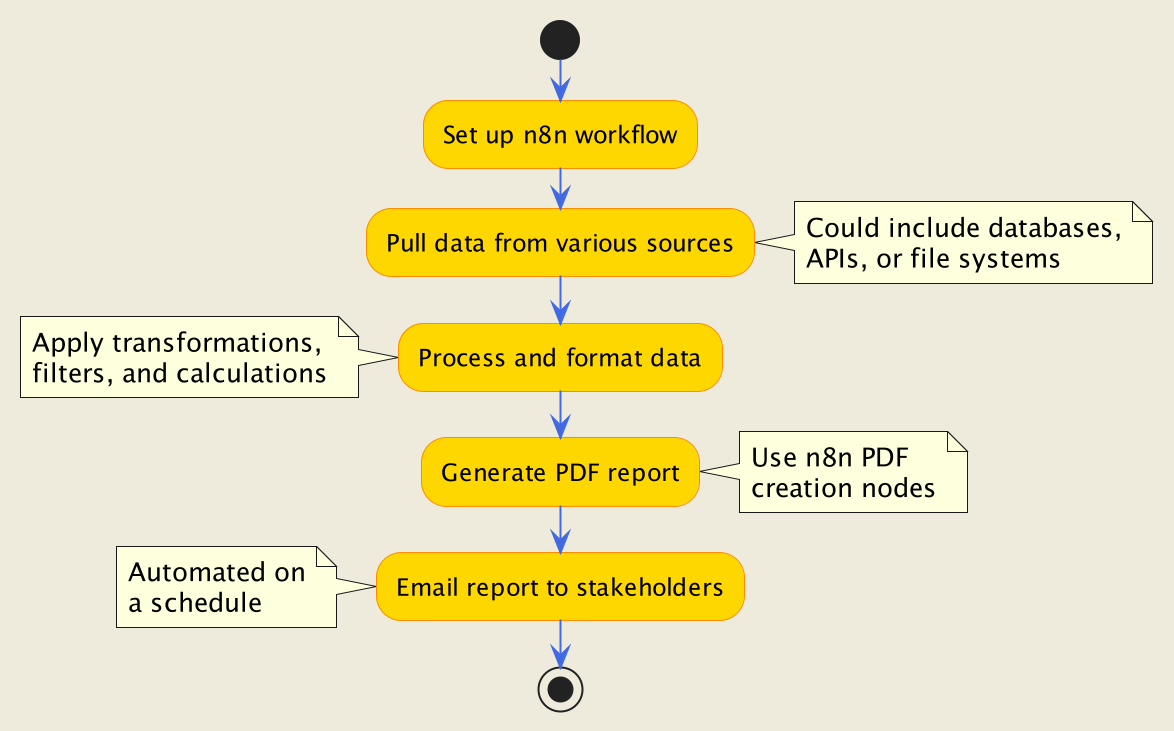 Set up n8n workflow
Pull data from various sources
Could include databases,
APIs, or file systems
Apply transformations,
filters, and calculations
Process and format data
Generate PDF report
Use n8n PDF
creation nodes
Automated on
a schedule
Email report to stakeholders